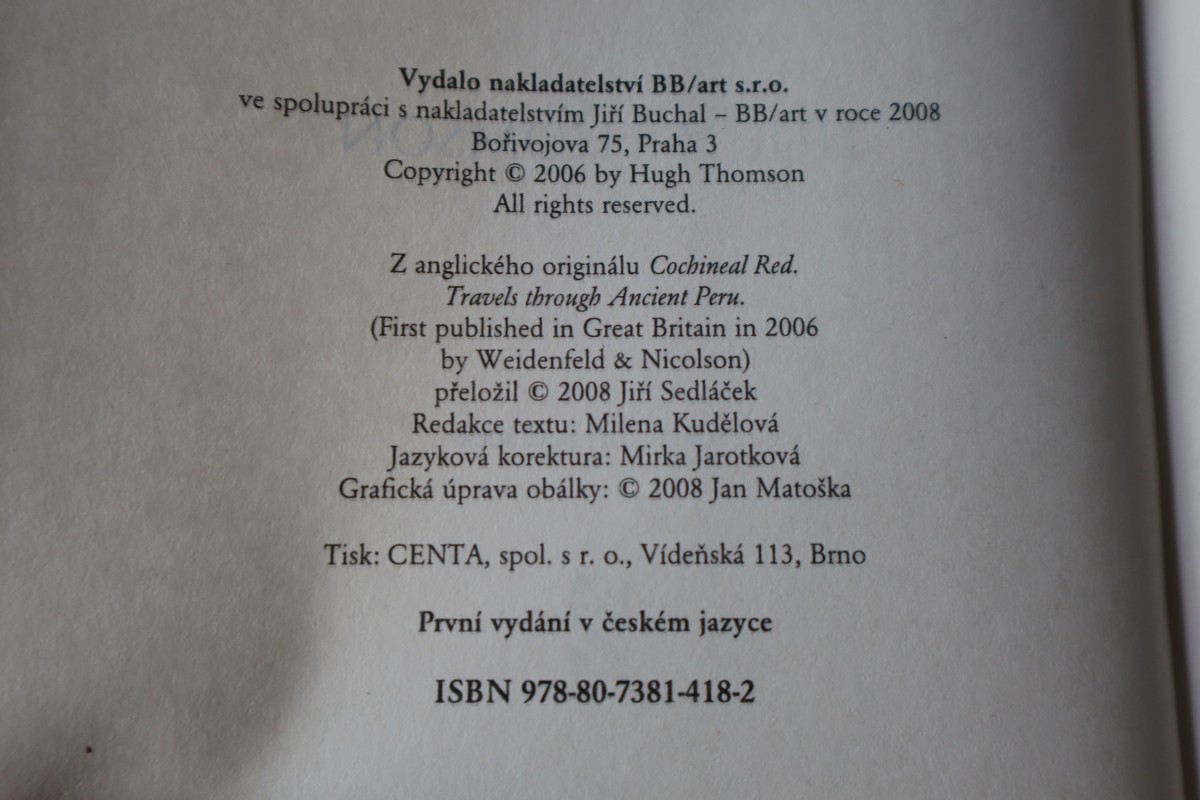 Vydalo nakladatelství BB/art s.r.o.
ve spolupráci s nakladatelstvím Jiří Buchal – BB/art v roce 2008
Bořivojova 75, Praha 3
Copyright © 2006 by Hugh Thomson
All rights reserved.
Z anglického originálu Cochineal Red.
Travels through Ancient Peru.
(First published in Great Britain in 2006
by Weidenfeld & Nicolson)
přeložil © 2008 Jiří Sedláček
Redakce textu: Milena Kudělová
Jazyková korektura: Mirka Jarotková
Grafická úprava obálky: © 2008 Jan Matoška
Tisk: CENTA, spol. s r. o., Vídeňská 113, Brno
První vydání v českém jazyce
ISBN 978-80-7381-418-2